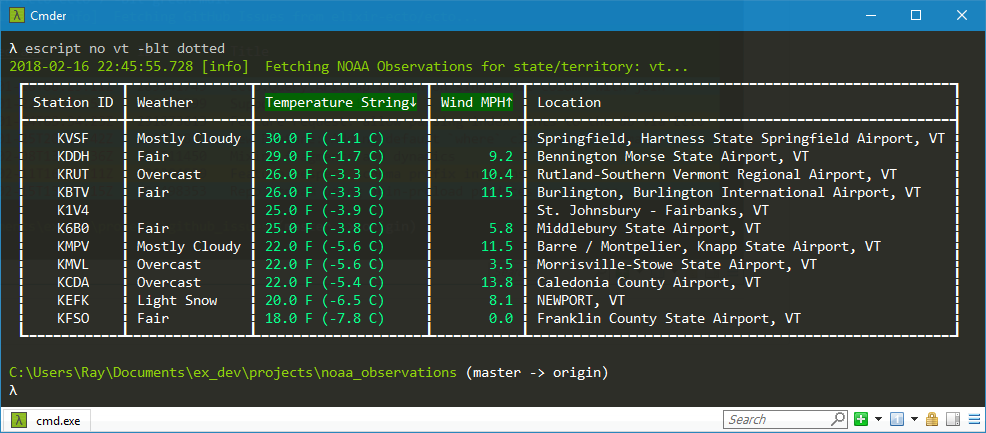 Cmder
λ escript no vt -blt dotted
2018-02-16 22:45:55.728 [info]  Fetching NOAA Observations for state/territory: vt...
Station ID Weather Temperature String↓ Wind MPH↑ Location
KVSF Mostly Cloudy 30.0 F (-1.1 C) Springfield, Hartness State Springfield Airport, VT
KDDH Fair 29.0 F (-1.7 C) 9.2 Bennington Morse State Airport, VT
KRUT Overcast 26.0 F (-3.3 C) 10.4 Rutland-Southern Vermont Regional Airport, VT
KBTV Fair 26.0 F (-3.3 C) 11.5 Burlington, Burlington International Airport, VT
K1V4 25.0 F (-3.9 C) St. Johnsbury - Fairbanks, VT
K6B0 Fair 25.0 F (-3.8 C) 5.8 Middlebury State Airport, VT
KMPV Mostly Cloudy 22.0 F (-5.6 C) 11.5 Barre / Montpelier, Knapp State Airport, VT
KMVL Overcast 22.0 F (-5.6 C) 3.5 Morrisville-Stowe State Airport, VT
KCDA Overcast 22.0 F (-5.4 C) 13.8 Caledonia County Airport, VT
KEFK Light Snow 20.0 F (-6.5 C) 8.1 NEWPORT, VT
KFSO Fair 18.0 F (-7.8 C) 0.0 Franklin County State Airport, VT
C:\Users\Ray\Documents\ex_dev\projects\noaa_observations (master -> origin)
λ
λ cmd.exe Search